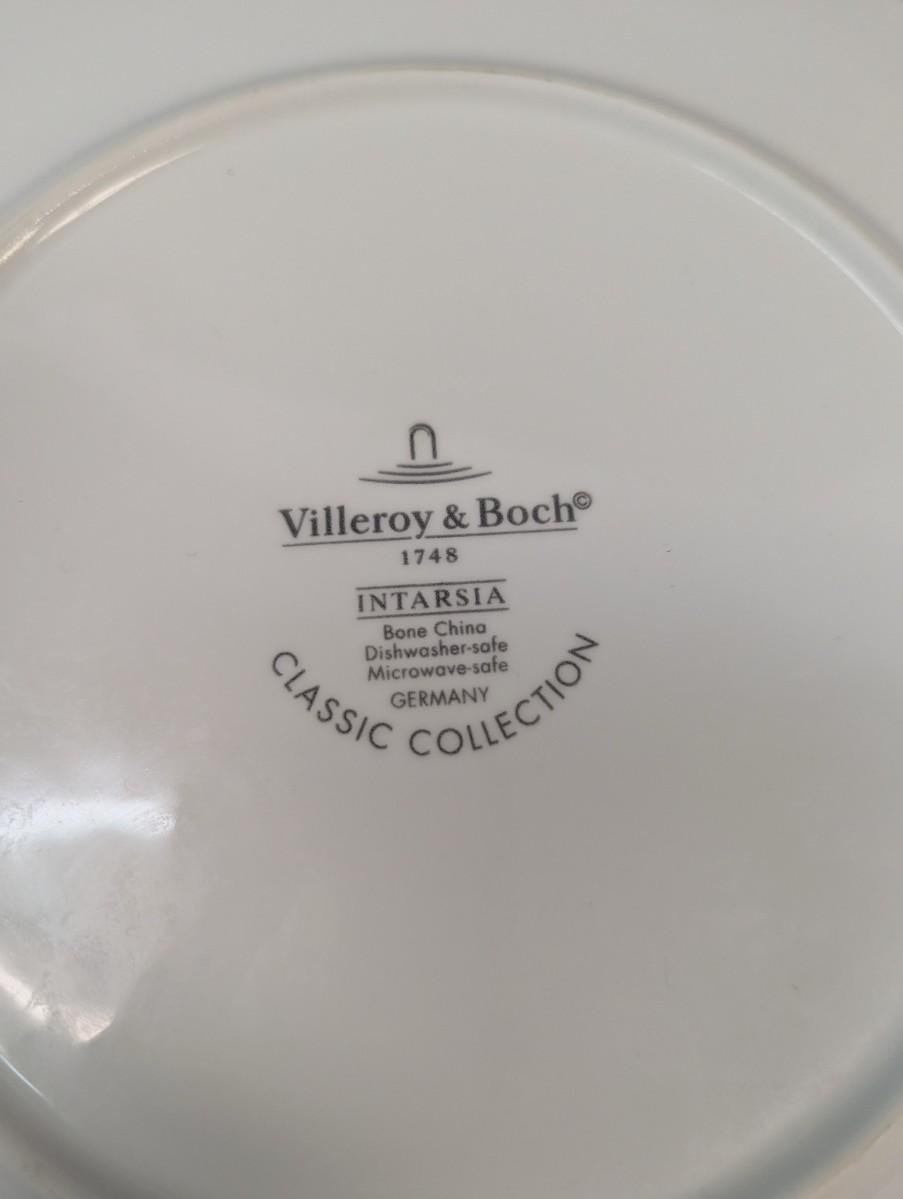 Villeroy & Boch©
1748
INTARSIA
Bone China
Dishwasher-safe
Microwave-safe
GERMANY
CLASSIC COLLECTION